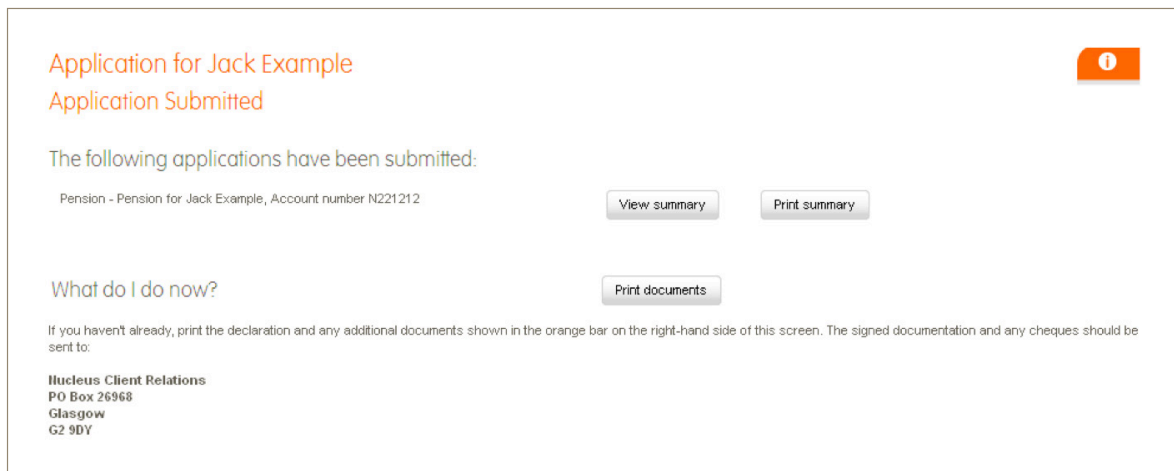 Application for Jack Example
Application Submitted
The following applications have been submitted:
Pension - Pension for Jack Example, Account number N221212
View summary
Print summary
What do I do now?
Print documents
If you haven't already, print the declaration and any additional documents shown in the orange bar on the right-hand side of this screen. The signed documentation and any cheques should be
sent to:
Nucleus Client Relations
PO Box 26968
Glasgow
G2 9DY